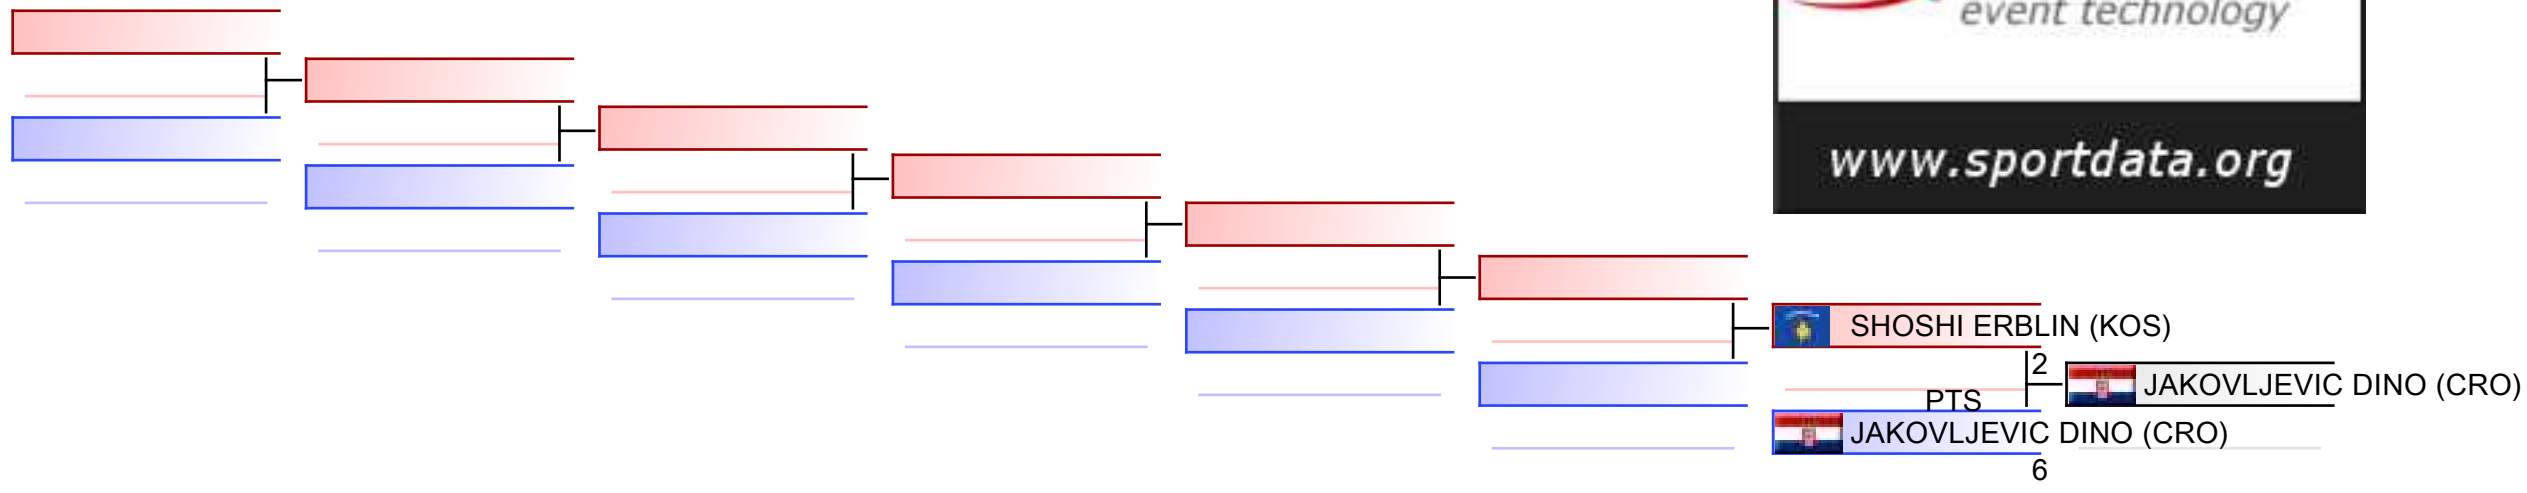 event technology
www.sportdata.org
SHOSHI ERBLIN (KOS)
2
JAKOVLJEVIC DINO (CRO)
PTS
JAKOVLJEVIC DINO (CRO)
6